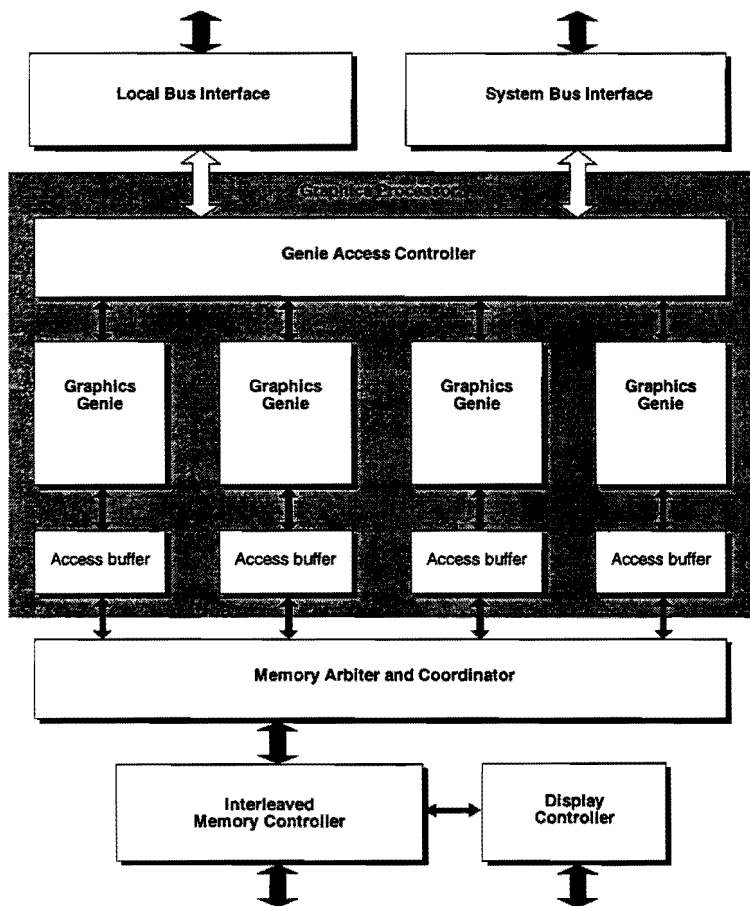 Local Bus Interface
System Bus Interface
Graphics Processor
Genie Access Controller
Graphics
Genie
Graphics
Genie
Graphics
Genie
Graphics
Genie
Access buffer
Access buffer
Access buffer
Access buffer
Memory Arbiter and Coordinator
Interleaved
Memory Controller
Display
Controller